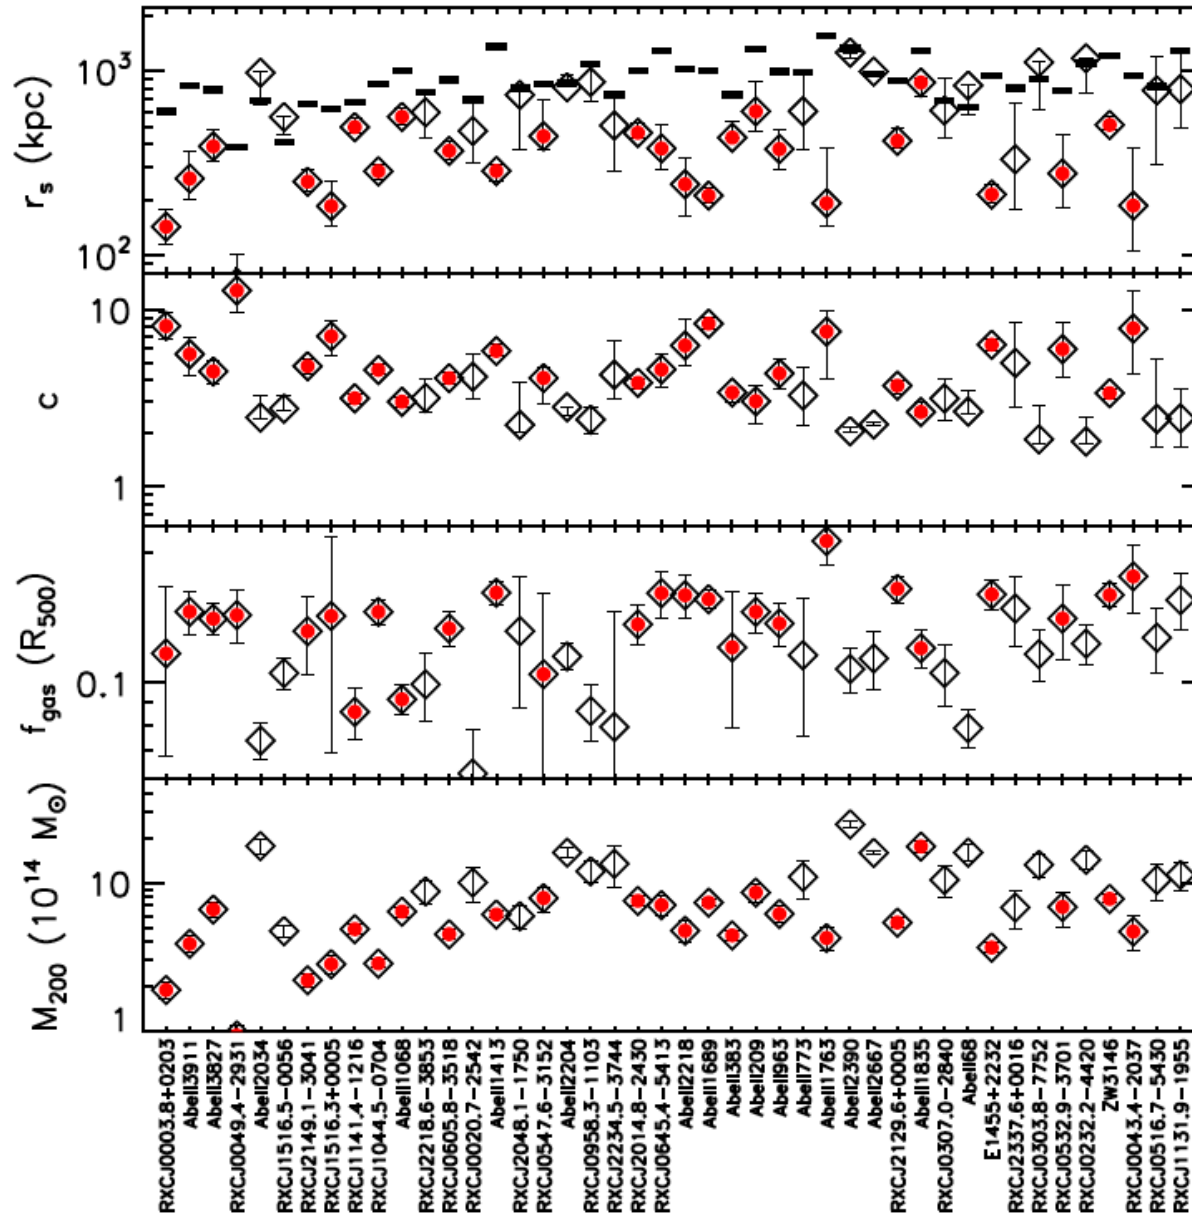 r_s (kpc)
10^3
10^2
c
10
1
f_gas (R_500)
0.1
M_200 (10^14 M_⊙)
10
1
RXCJ0003.8+0203
Abell3911
Abell3827
RXCJ0049.4-2931
Abell2034
RXCJ1516.5-0056
RXCJ2149.1-3041
RXCJ1516.3+0005
RXCJ1141.4-1216
RXCJ1044.5-0704
Abell1068
RXCJ2218.6-3853
RXCJ0605.8-3518
RXCJ0020.7-2542
Abell1413
RXCJ2048.1-1750
RXCJ0547.6-3152
Abell2204
RXCJ0958.3-1103
RXCJ2234.5-3744
RXCJ2014.8-2430
RXCJ0645.4-5413
Abell2218
Abell1689
Abell383
Abell209
Abell963
Abell773
Abell1763
Abell2390
Abell2667
RXCJ2129.6+0005
Abell1835
RXCJ0307.0-2840
Abell68
E1455+2232
RXCJ2337.6+0016
RXCJ0303.8-7752
RXCJ0532.9-3701
RXCJ0232.2-4420
ZW3146
RXCJ0043.4-2037
RXCJ0516.7-5430
RXCJ1131.9-1955